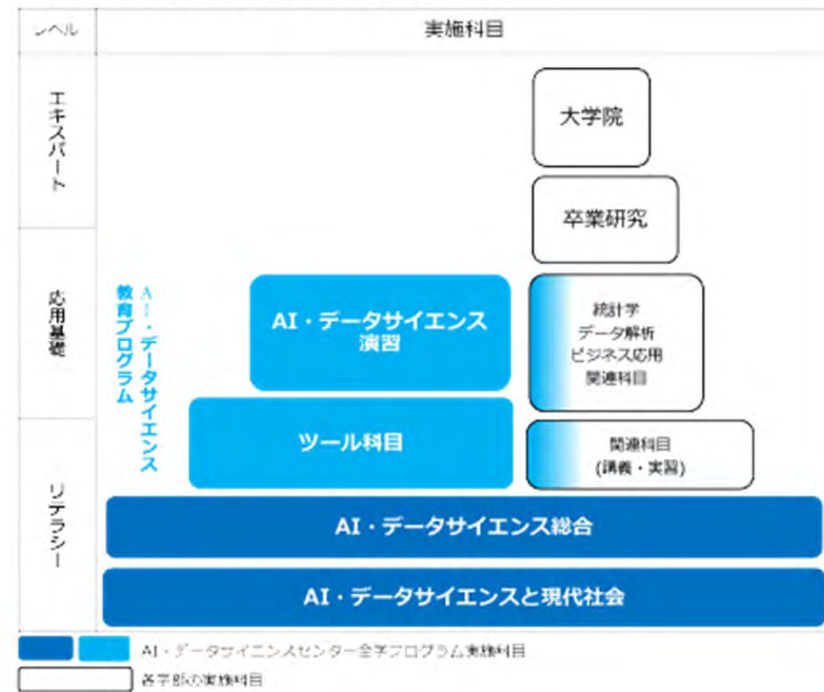 レベル
実施科目
エキスパート
大学院
卒業研究
応用基礎
AI・データサイエンス
教育プログラム
AI・データサイエンス
演習
統計学
データ解析
ビジネス応用
関連科目
ツール科目
関連科目
(講義・実習)
リテラシー
AI・データサイエンス総合
AI・データサイエンスと現代社会
AI・データサイエンスセンター全学プログラム実施科目
各学部の実施科目